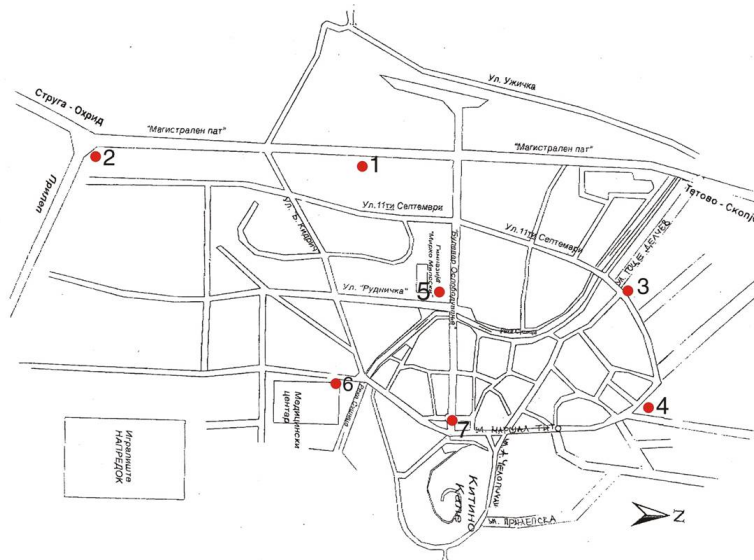 Ул. Ужичка
Струга - Охрид
"Магистрален пат"
"Магистрален пат"
2
1
Прилеп
Тетово - Скопје
Ул. 11ти Септември
Ул. Б. Кидрич
Ул. 11ти Септември
ул. ГОЦЕ ДЕЛЧЕВ
"Булевар Ослободување"
Гимназија
"Мирко Милески"
5
3
Ул. "Рудничка"
6
Медицински
центар
4
7
ул. МАРШАЛ ТИТО
Игралиште
НАПРЕДОК
Китино
Кале
ул. ПРИЛЕПСКА
Z